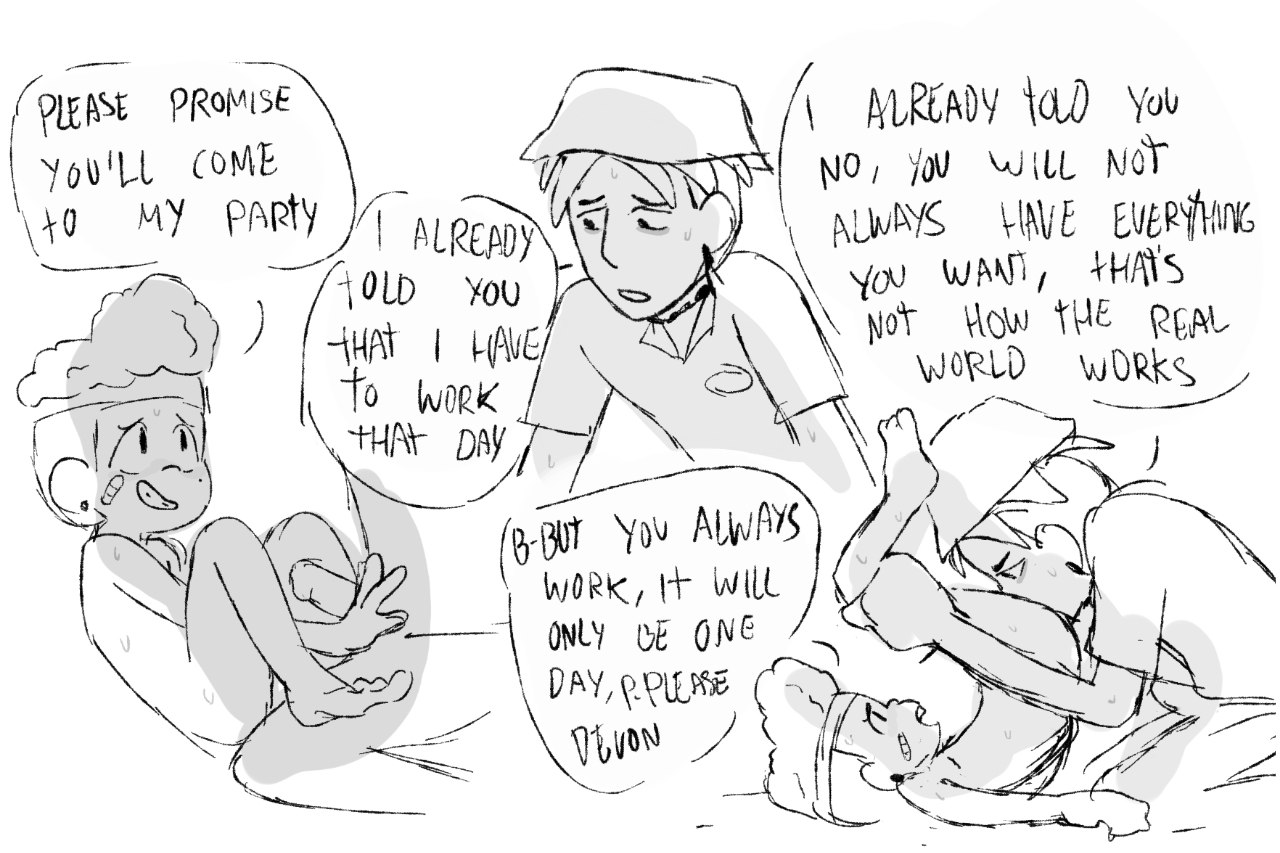 PLEASE PROMISE
YOU'LL COME
TO MY PARTY
I ALREADY
TOLD YOU
THAT I HAVE
TO WORK
THAT DAY
B-BUT YOU ALWAYS
WORK, IT WILL
ONLY BE ONE
DAY, P-PLEASE
DEVON
I ALREADY TOLD YOU
NO, YOU WILL NOT
ALWAYS HAVE EVERYTHING
YOU WANT, THAT'S
NOT HOW THE REAL
WORLD WORKS